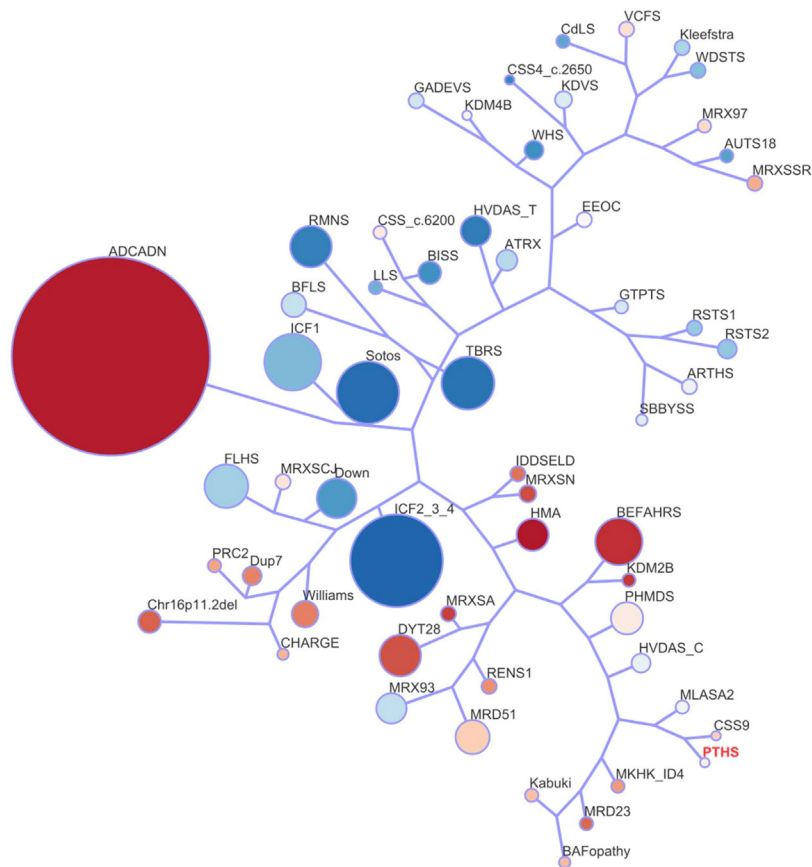 VCFS
CdLS
Kleefstra
CSS4_c.2650
WDSTS
GADEVS
KDVS
KDM4B
MRX97
WHS
AUTS18
MRXSSR
HVDAS_T
EEOC
RMNS
CSS_c.6200
ADCADN
ATRX
BISS
LLS
BFLS
GTPTS
ICF1
RSTS1
RSTS2
Sotos
TBRS
ARTHS
SBBYSS
FLHS
MRXSCJ
Down
IDDSELD
MRXSN
ICF2_3_4
HMA
BEFAHRS
PRC2
Dup7
KDM2B
Chr16p11.2del
Williams
MRXSA
PHMDS
DYT28
CHARGE
HVDAS_C
RENS1
MRX93
MLASA2
MRD51
CSS9
PTHS
Kabuki
MKHK_ID4
MRD23
BAFopathy